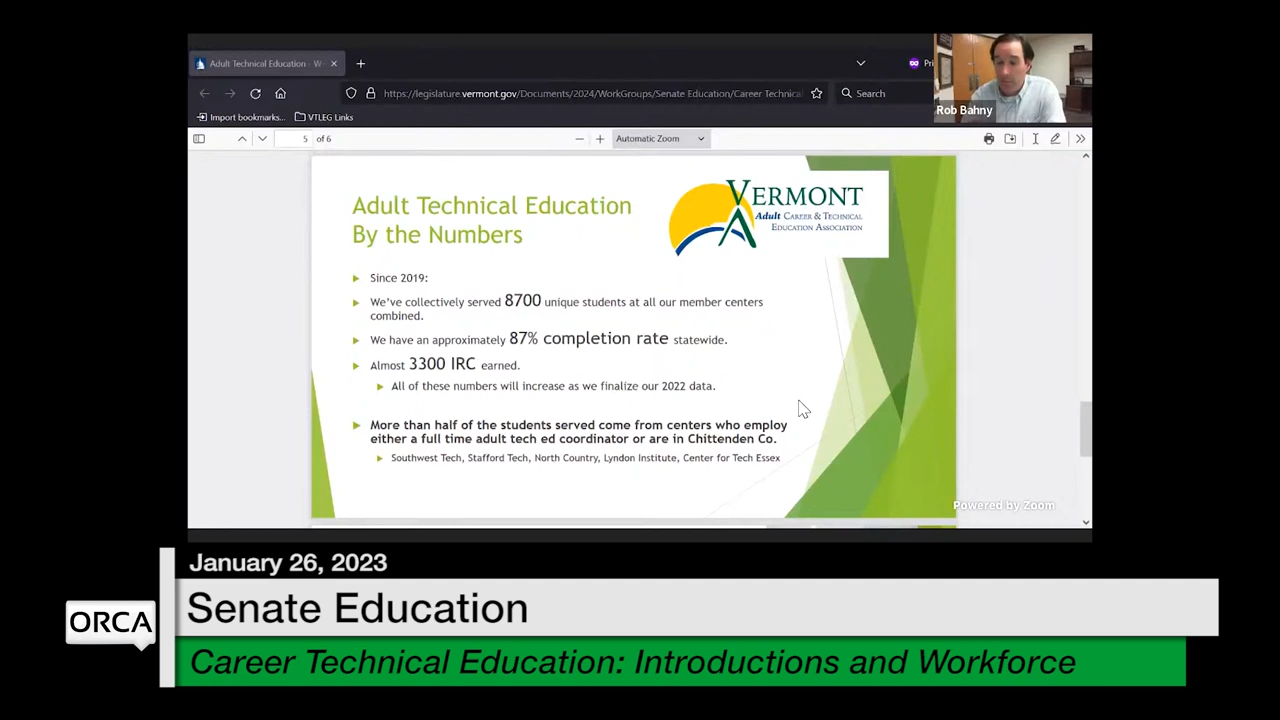 Adult Technical Education - W
Pri
https://legislature.vermont.gov/Documents/2024/WorkGroups/Senate Education/Career Technical
Search
Import bookmarks...
VTLEG Links
Rob Bahny
5 of 6
Automatic Zoom
Adult Technical Education
By the Numbers
VERMONT
Adult CAREER & TECHNICAL
EDUCATION ASSOCIATION
Since 2019:
We've collectively served 8700 unique students at all our member centers
combined.
We have an approximately 87% completion rate statewide.
Almost 3300 IRC earned.
All of these numbers will increase as we finalize our 2022 data.
More than half of the students served come from centers who employ
either a full time adult tech ed coordinator or are in Chittenden Co.
Southwest Tech, Stafford Tech, North Country, Lyndon Institute, Center for Tech Essex
Powered by Zoom
January 26, 2023
ORCA
Senate Education
Career Technical Education: Introductions and Workforce